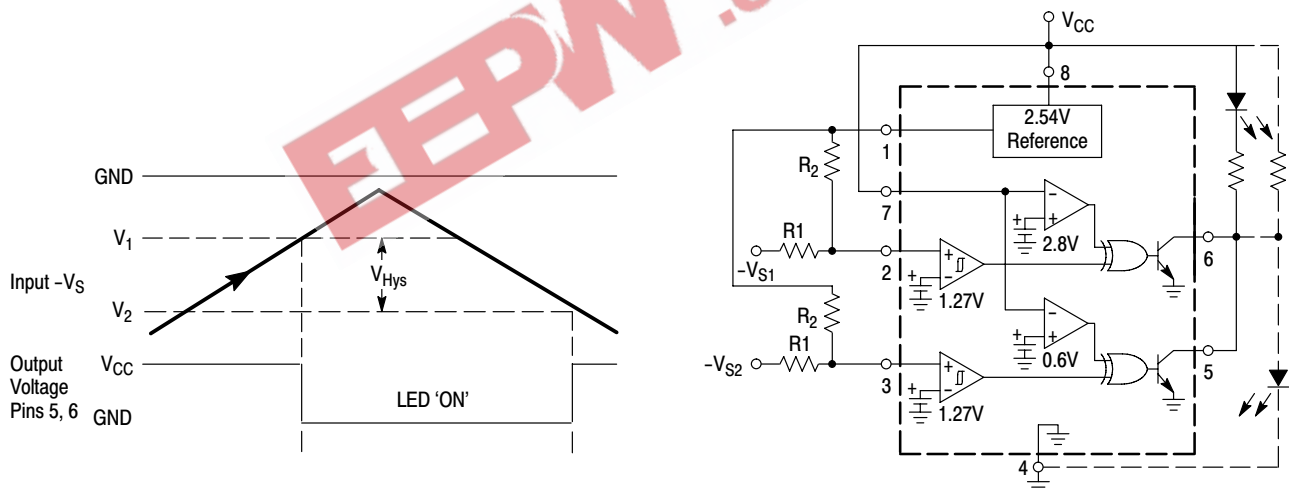 EEPW
GND
V1
VHys
Input –VS
V2
Output
Voltage
Pins 5, 6
VCC
GND
LED 'ON'
VCC
8
2.54V
Reference
1
R2
7
2.8V
R1
–VS1
2
1.27V
6
R2
0.6V
R1
–VS2
3
1.27V
5
4